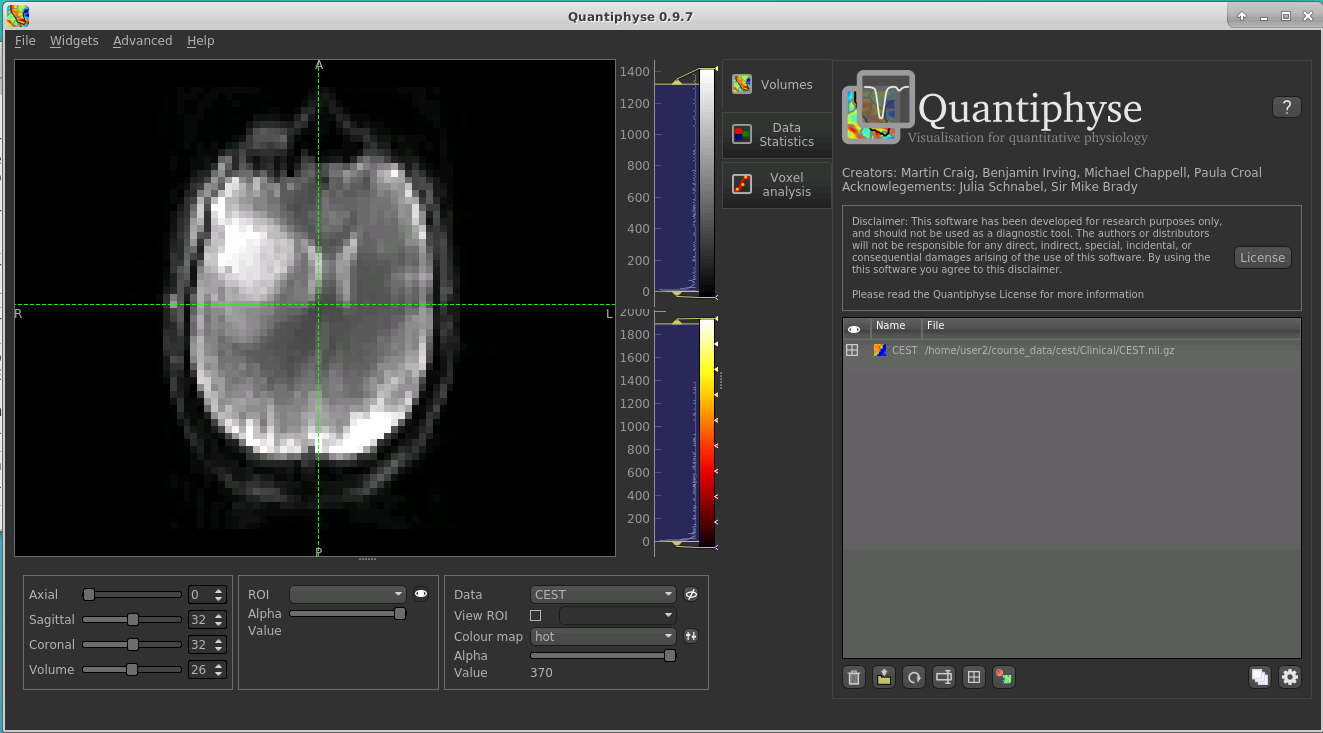 Quantiphyse 0.9.7
File Widgets Advanced Help
A
R
L
P
1400
1200
1000
800
600
400
200
0
2000
1800
1600
1400
1200
1000
800
600
400
200
0
Volumes
Data
Statistics
Voxel
analysis
Quantiphyse
Visualisation for quantitative physiology
?
Creators: Martin Craig, Benjamin Irving, Michael Chappell, Paula Croal
Acknowlegements: Julia Schnabel, Sir Mike Brady
Disclaimer: This software has been developed for research purposes only,
and should not be used as a diagnostic tool. The authors or distributors
will not be responsible for any direct, indirect, special, incidental, or
consequential damages arising of the use of this software. By using the
this software you agree to this disclaimer.
Please read the Quantiphyse License for more information
License
Name File
CEST /home/user2/course_data/cest/Clinical/CEST.nii.gz
Axial 0
Sagittal 32
Coronal 32
Volume 26
ROI
Alpha
Value
Data CEST
View ROI
Colour map hot
Alpha
Value 370